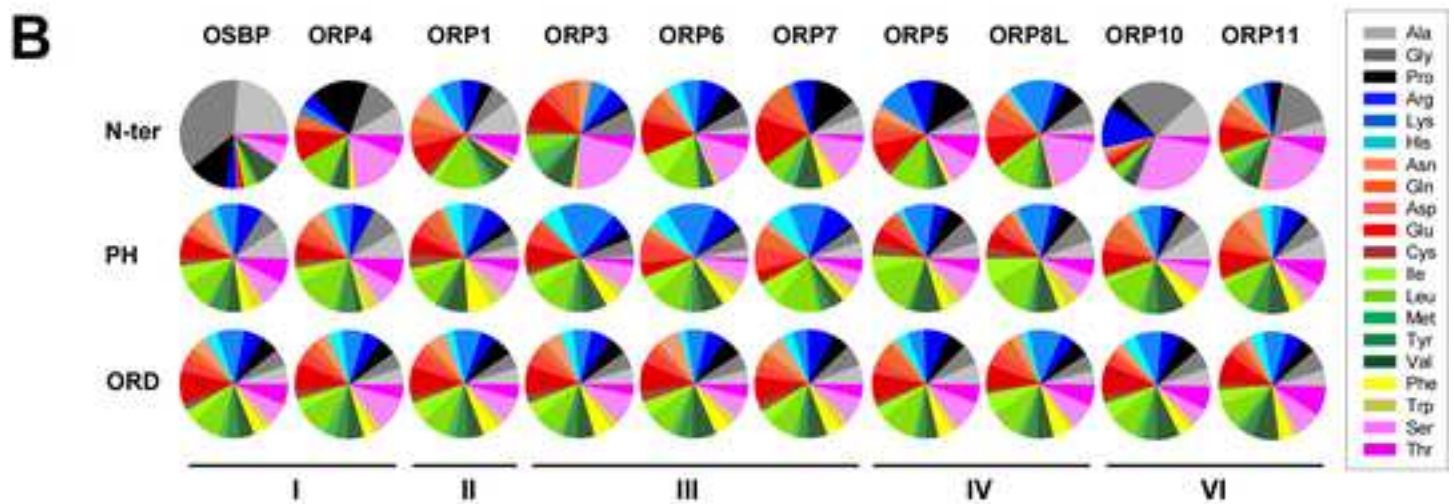 B
OSBP ORP4 ORP1 ORP3 ORP6 ORP7 ORP5 ORP8L ORP10 ORP11
N-ter
PH
ORD
I II III IV VI
Ala
Gly
Pro
Arg
Lys
His
Asn
Gln
Asp
Glu
Cys
Ile
Leu
Met
Tyr
Val
Phe
Trp
Ser
Thr